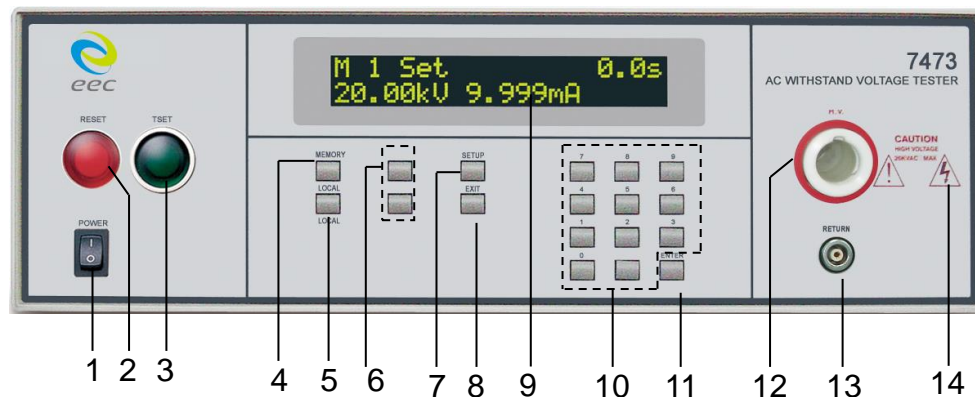 eec
RESET
TSET
POWER
M 1 Set 0.0s
20.00kV 9.999mA
MEMORY
LOCAL
LOCAL
SETUP
EXIT
7 8 9
4 5 6
1 2 3
0
ENTER
7473
AC WITHSTAND VOLTAGE TESTER
H.V.
CAUTION
HIGH VOLTAGE
20KVAC MAX
RETURN
1 2 3 4 5 6 7 8 9 10 11 12 13 14